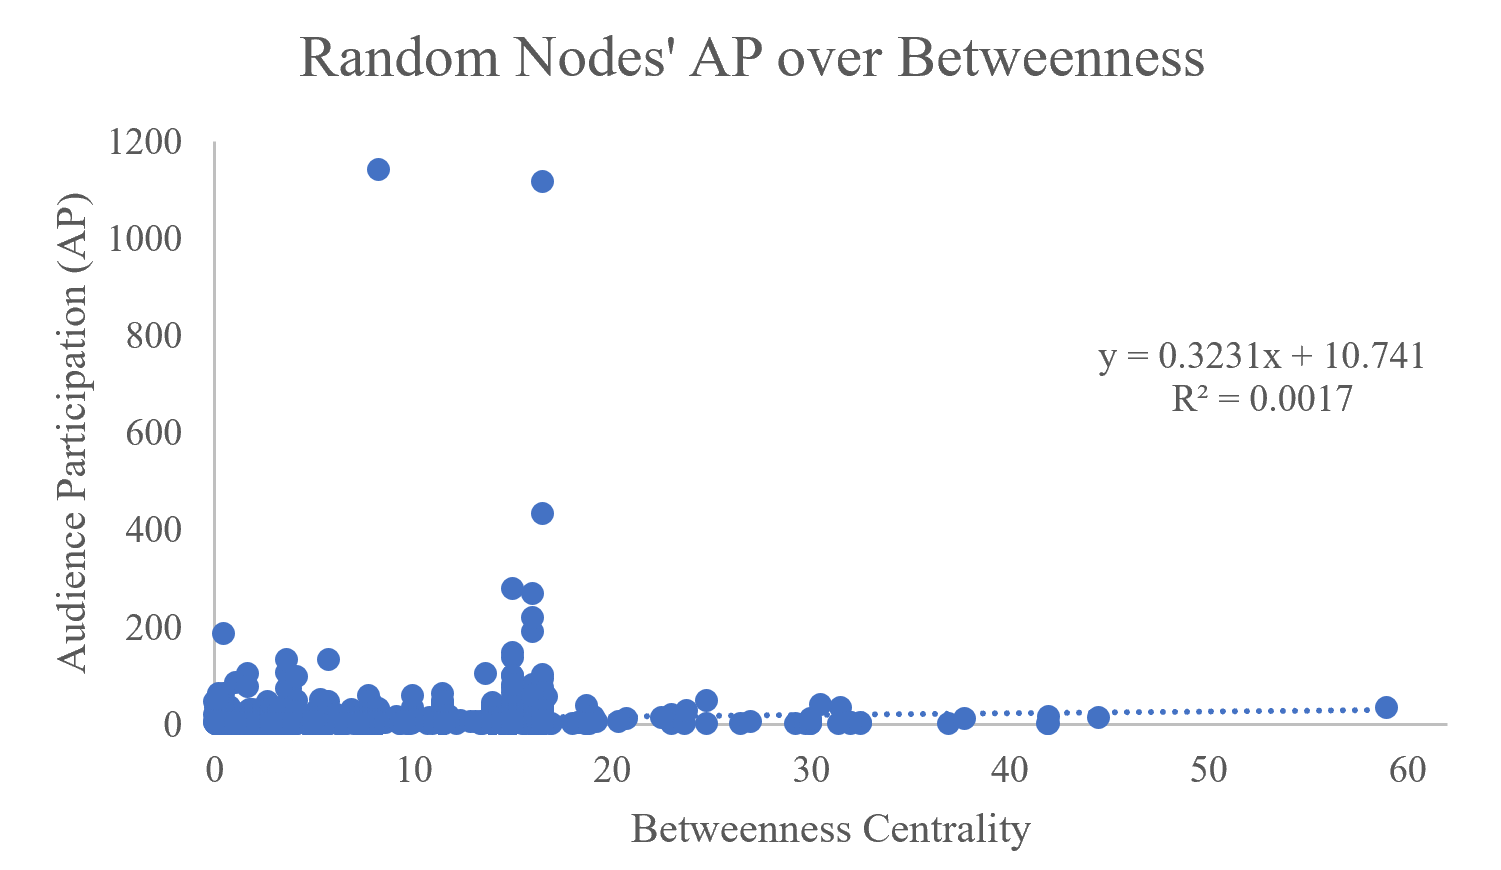 Random Nodes' AP over Betweenness
Audience Participation (AP)
1200
1000
800
600
400
200
0
y = 0.3231x + 10.741
R² = 0.0017
0 10 20 30 40 50 60
Betweenness Centrality